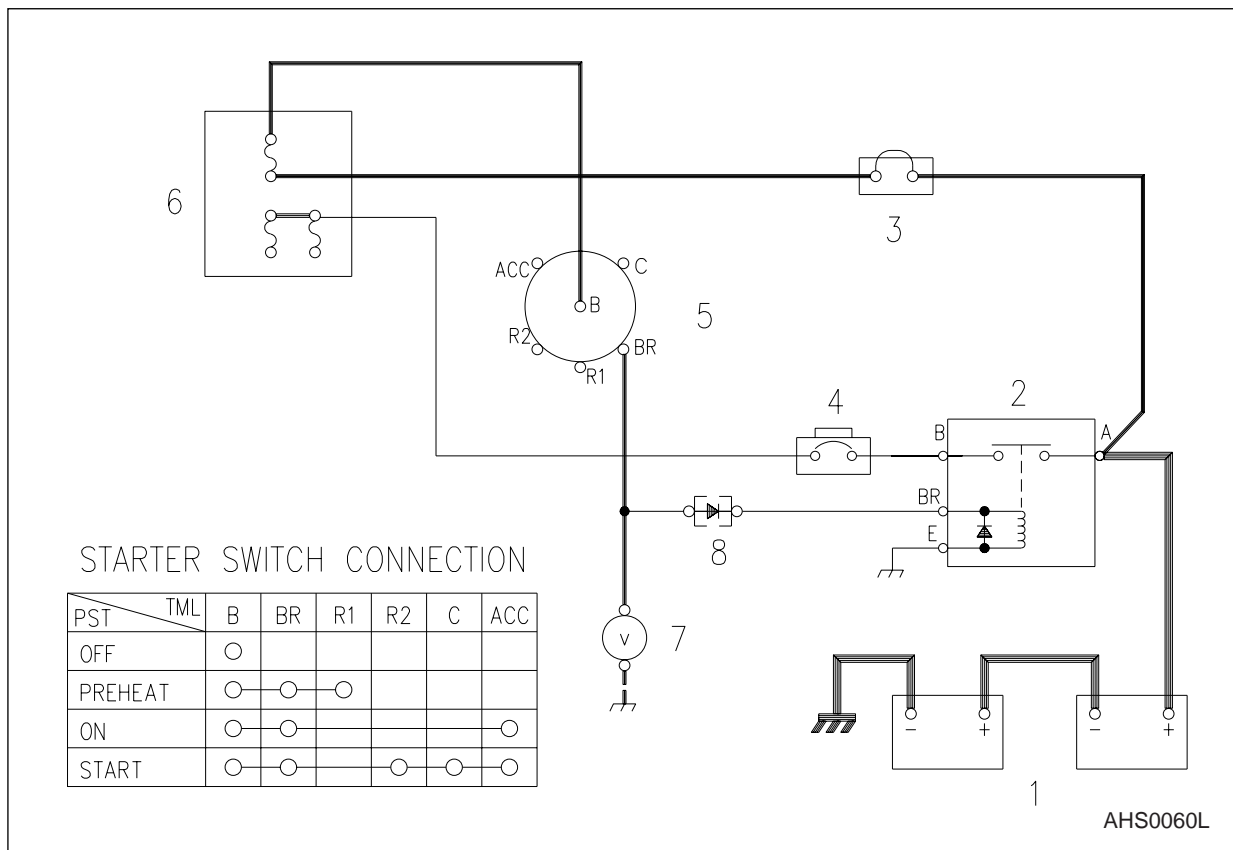 6
3
ACC
C
B
5
R2
BR
R1
4
2
B
A
BR
E
8
STARTER SWITCH CONNECTION
PST TML B BR R1 R2 C ACC
OFF
PREHEAT
ON
START
V
7
- + - +
1
AHS0060L